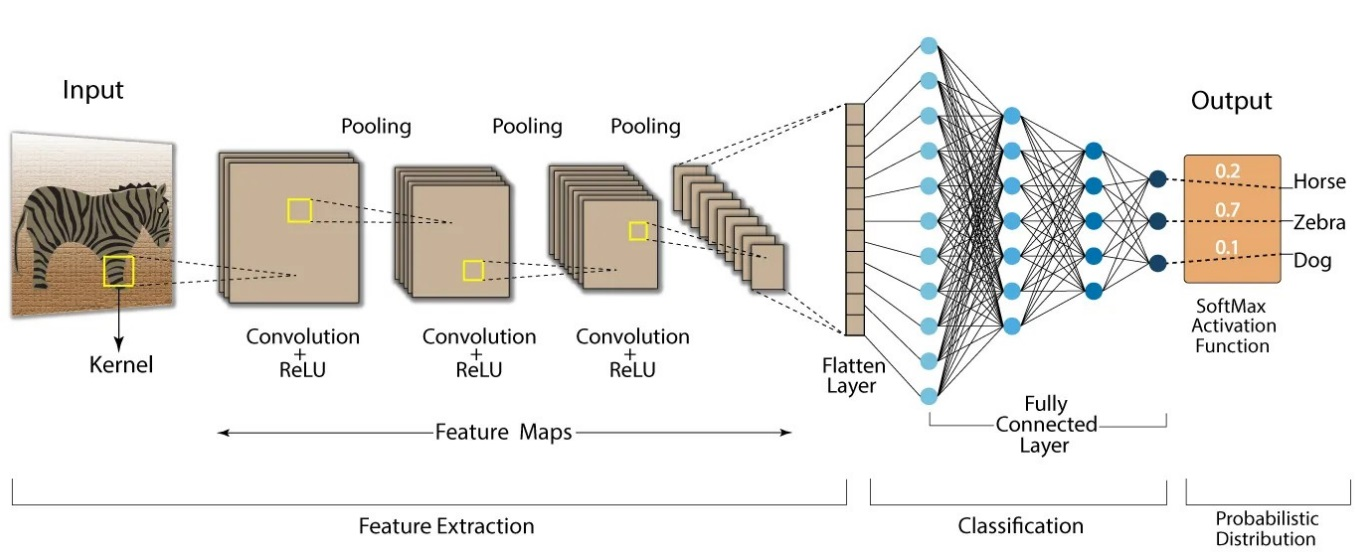 Input
Kernel
Pooling
Pooling
Pooling
Convolution
+
ReLU
Convolution
+
ReLU
Convolution
+
ReLU
Feature Maps
Flatten
Layer
Fully
Connected
Layer
Output
0.2
Horse
0.7
Zebra
0.1
Dog
SoftMax
Activation
Function
Feature Extraction
Classification
Probabilistic
Distribution